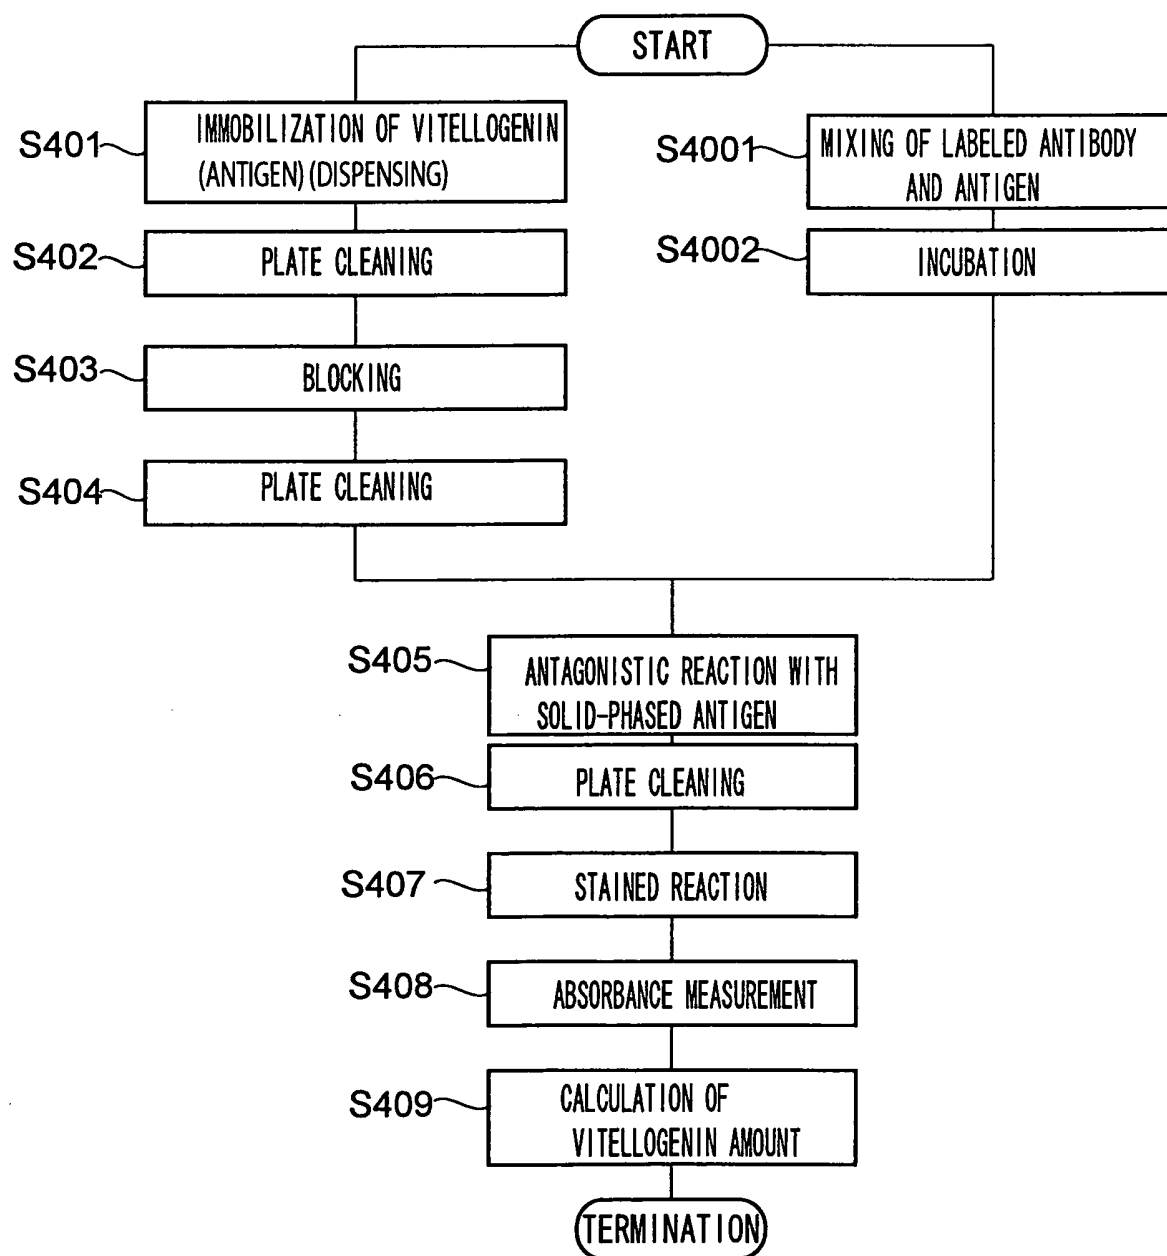 START
S401
IMMOBILIZATION OF VITELLOGENIN
(ANTIGEN)(DISPENSING)
S4001
MIXING OF LABELED ANTIBODY
AND ANTIGEN
S402
PLATE CLEANING
S4002
INCUBATION
S403
BLOCKING
S404
PLATE CLEANING
S405
ANTAGONISTIC REACTION WITH
SOLID-PHASED ANTIGEN
S406
PLATE CLEANING
S407
STAINED REACTION
S408
ABSORBANCE MEASUREMENT
S409
CALCULATION OF
VITELLOGENIN AMOUNT
TERMINATION